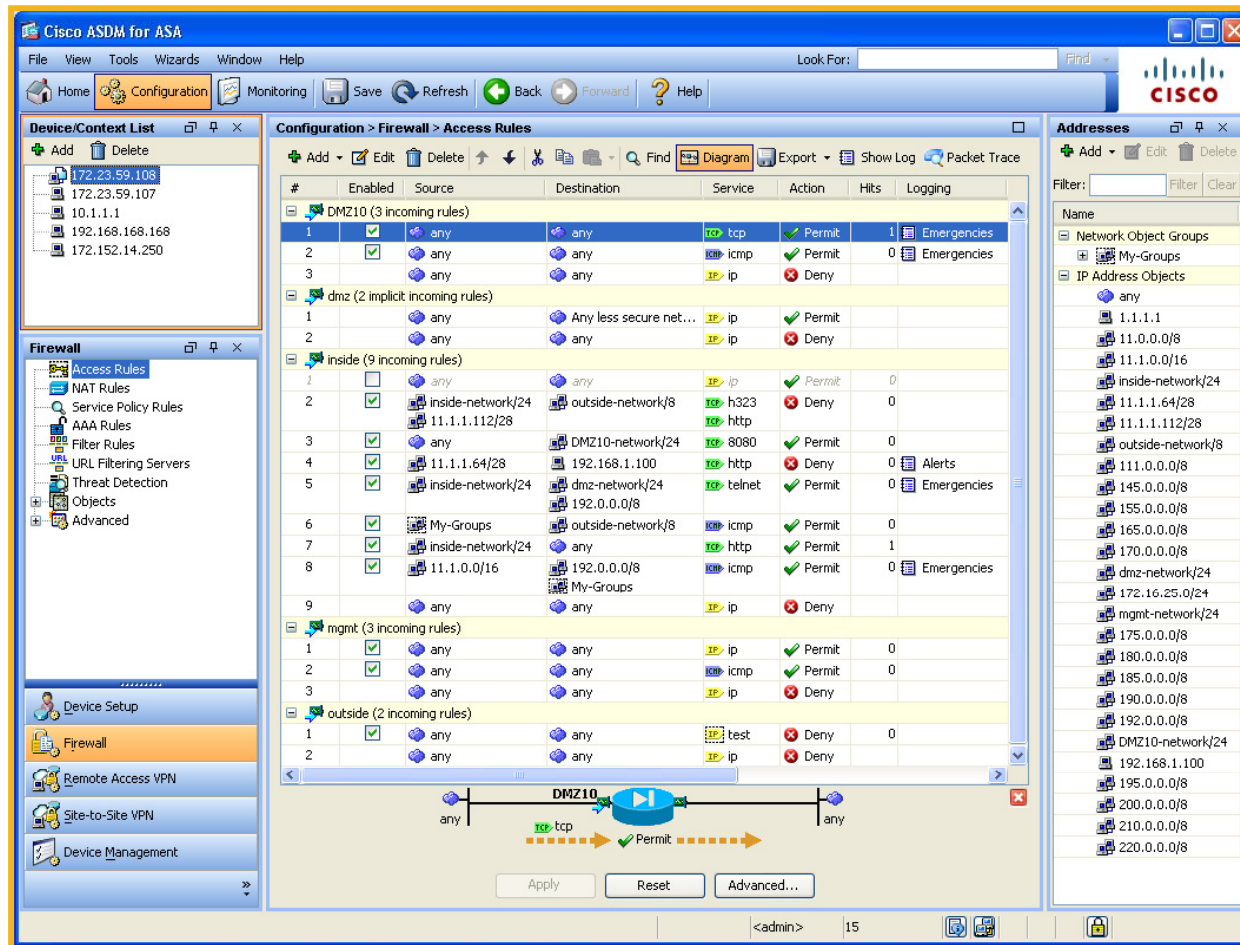 Cisco ASDM for ASA
File View Tools Wizards Window Help Look For: Find
Home Configuration Monitoring Save Refresh Back Forward Help
CISCO
Device/Context List
Add Delete
172.23.59.108
172.23.59.107
10.1.1.1
192.168.168.168
172.152.14.250
Firewall
Access Rules
NAT Rules
Service Policy Rules
AAA Rules
Filter Rules
URL Filtering Servers
Threat Detection
Objects
Advanced
Device Setup
Firewall
Remote Access VPN
Site-to-Site VPN
Device Management
Configuration > Firewall > Access Rules
Add Edit Delete Find Diagram Export Show Log Packet Trace
# Enabled Source Destination Service Action Hits Logging
DMZ10 (3 incoming rules)
1 any any TCP tcp Permit 1 Emergencies
2 any any ICMP icmp Permit 0 Emergencies
3 any any IP ip Deny
dmz (2 implicit incoming rules)
1 any Any less secure net... IP ip Permit
2 any any IP ip Deny
inside (9 incoming rules)
1 any any IP ip Permit 0
2 inside-network/24 outside-network/8 TCP h323 Deny 0
11.1.1.112/28 TCP http
3 any DMZ10-network/24 TCP 8080 Permit 0
4 11.1.1.64/28 192.168.1.100 TCP http Deny 0 Alerts
5 inside-network/24 dmz-network/24 TCP telnet Permit 0 Emergencies
192.0.0.0/8
6 My-Groups outside-network/8 ICMP icmp Permit 0
7 inside-network/24 any TCP http Permit 1
8 11.1.0.0/16 192.0.0.0/8 ICMP icmp Permit 0 Emergencies
My-Groups
9 any any IP ip Deny
mgmt (3 incoming rules)
1 any any IP ip Permit 0
2 any any ICMP icmp Permit 0
3 any any IP ip Deny
outside (2 incoming rules)
1 any any IP test Deny 0
2 any any IP ip Deny
DMZ10
any any
TCP tcp
Permit
Apply Reset Advanced...
Addresses
Add Edit Delete
Filter: Filter Clear
Name
Network Object Groups
My-Groups
IP Address Objects
any
1.1.1.1
11.0.0.0/8
11.1.0.0/16
inside-network/24
11.1.1.64/28
11.1.1.112/28
outside-network/8
111.0.0.0/8
145.0.0.0/8
155.0.0.0/8
165.0.0.0/8
170.0.0.0/8
dmz-network/24
172.16.25.0/24
mgmt-network/24
175.0.0.0/8
180.0.0.0/8
185.0.0.0/8
190.0.0.0/8
192.0.0.0/8
DMZ10-network/24
192.168.1.100
195.0.0.0/8
200.0.0.0/8
210.0.0.0/8
220.0.0.0/8
<admin> 15